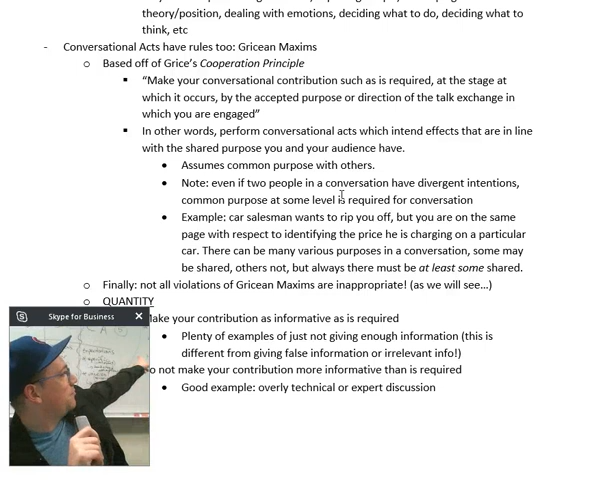 theory/position, dealing with emotions, deciding what to do, deciding what to
think, etc
- Conversational Acts have rules too: Gricean Maxims
o Based off of Grice's Cooperation Principle
▪ "Make your conversational contribution such as is required, at the stage at
which it occurs, by the accepted purpose or direction of the talk exchange in
which you are engaged"
▪ In other words, perform conversational acts which intend effects that are in line
with the shared purpose you and your audience have.
• Assumes common purpose with others.
• Note: even if two people in a conversation have divergent intentions,
common purpose at some level is required for conversation
• Example: car salesman wants to rip you off, but you are on the same
page with respect to identifying the price he is charging on a particular
car. There can be many various purposes in a conversation, some may
be shared, others not, but always there must be at least some shared.
o Finally: not all violations of Gricean Maxims are inappropriate! (as we will see…)
o QUANTITY
Skype for Business
Make your contribution as informative as is required
• Plenty of examples of just not giving enough information (this is
different from giving false information or irrelevant info!)
o not make your contribution more informative than is required
• Good example: overly technical or expert discussion